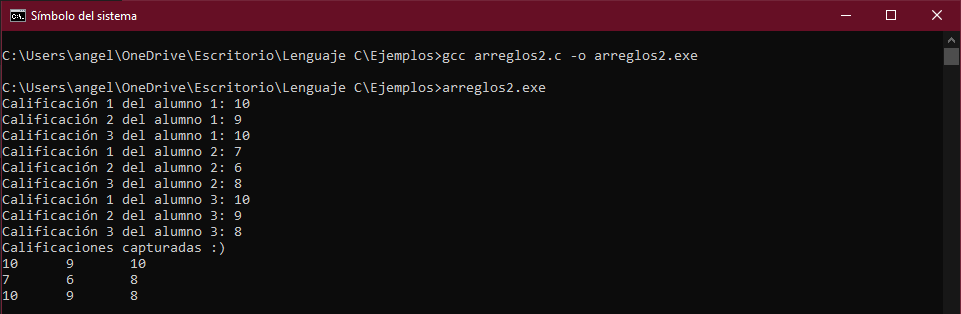 Símbolo del sistema
C:\Users\angel\OneDrive\Escritorio\Lenguaje C\Ejemplos>gcc arreglos2.c -o arreglos2.exe
C:\Users\angel\OneDrive\Escritorio\Lenguaje C\Ejemplos>arreglos2.exe
Calificación 1 del alumno 1: 10
Calificación 2 del alumno 1: 9
Calificación 3 del alumno 1: 10
Calificación 1 del alumno 2: 7
Calificación 2 del alumno 2: 6
Calificación 3 del alumno 2: 8
Calificación 1 del alumno 3: 10
Calificación 2 del alumno 3: 9
Calificación 3 del alumno 3: 8
Calificaciones capturadas :)
10 9 10
7 6 8
10 9 8